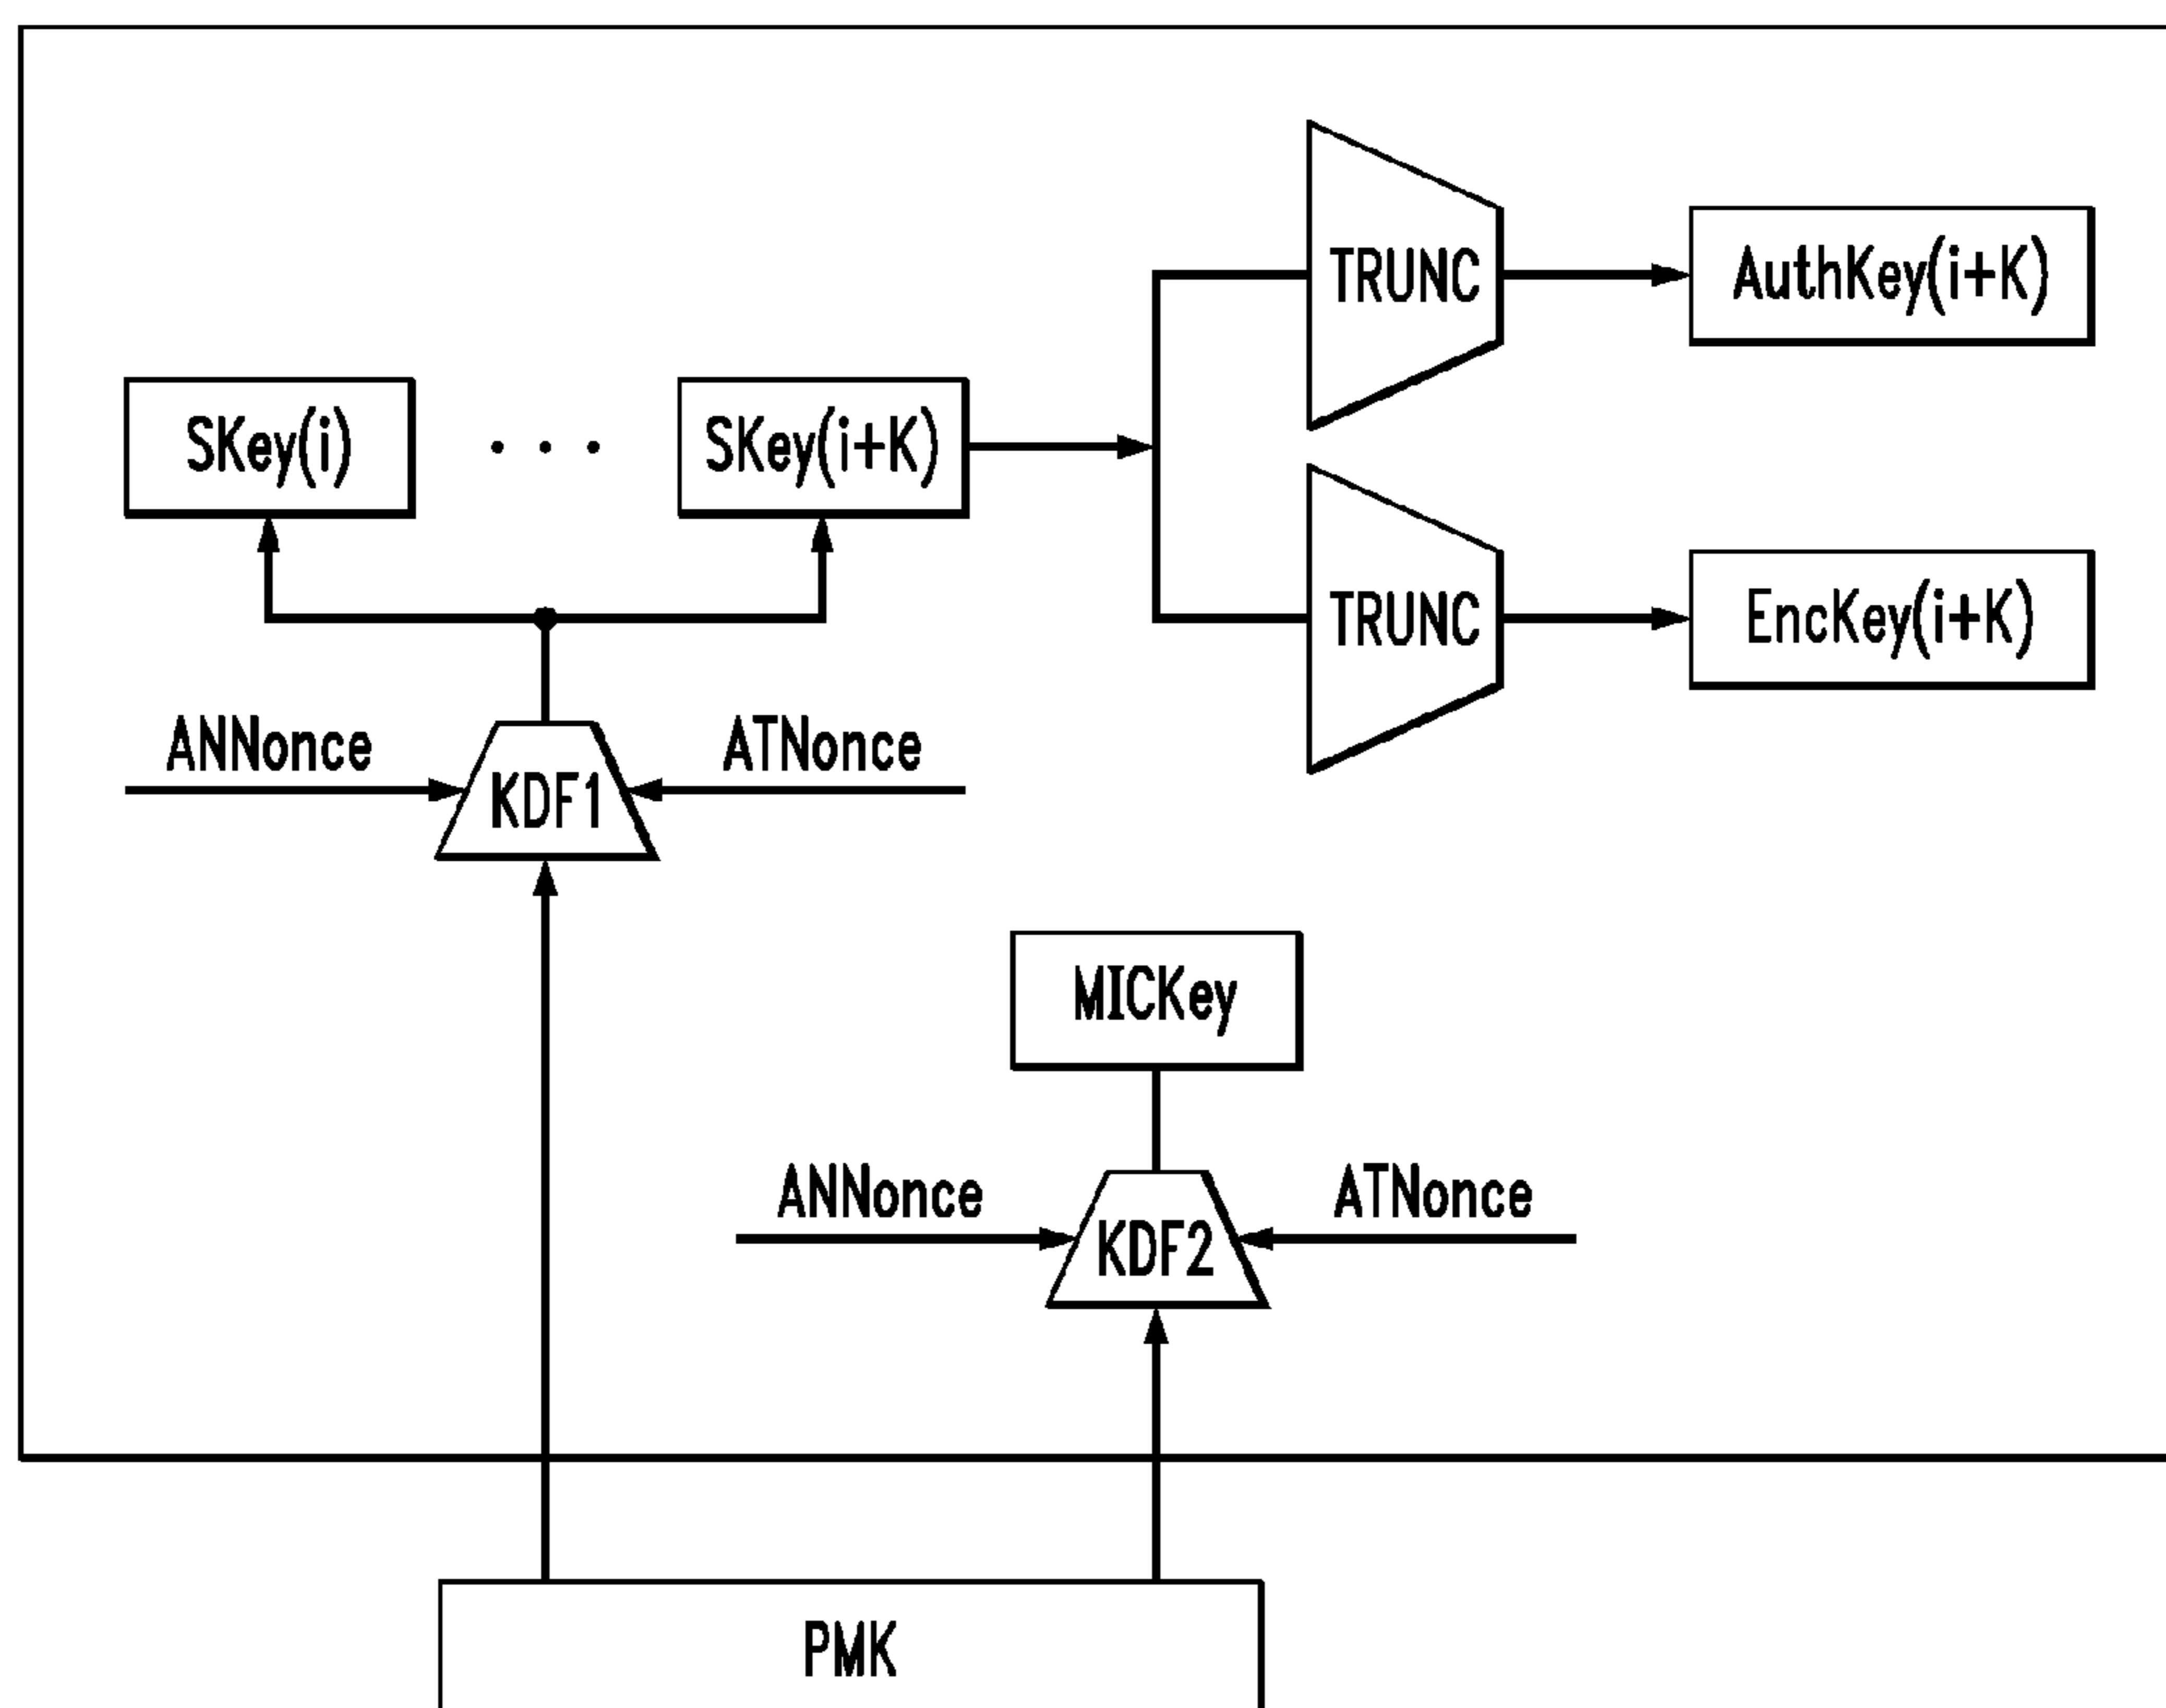 TRUNC
AuthKey(i+K)
SKey(i)
. . .
SKey(i+K)
TRUNC
EncKey(i+K)
ANNonce
ATNonce
KDF1
MICKey
ANNonce
ATNonce
KDF2
PMK